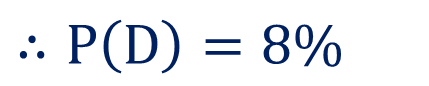 ∴ P(D) = 8%